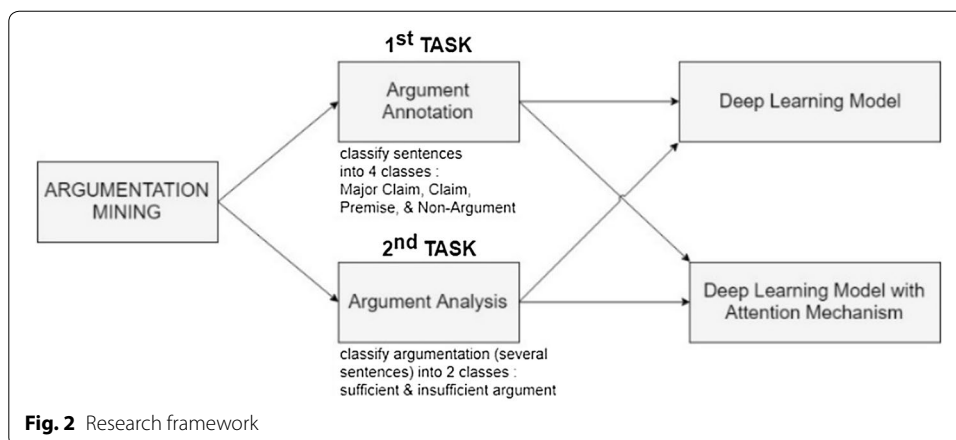 1st TASK
Argument
Annotation
classify sentences
into 4 classes :
Major Claim, Claim,
Premise, & Non-Argument
ARGUMENTATION
MINING
2nd TASK
Argument Analysis
classify argumentation (several
sentences) into 2 classes :
sufficient & insufficient argument
Deep Learning Model
Deep Learning Model with
Attention Mechanism
Fig. 2 Research framework